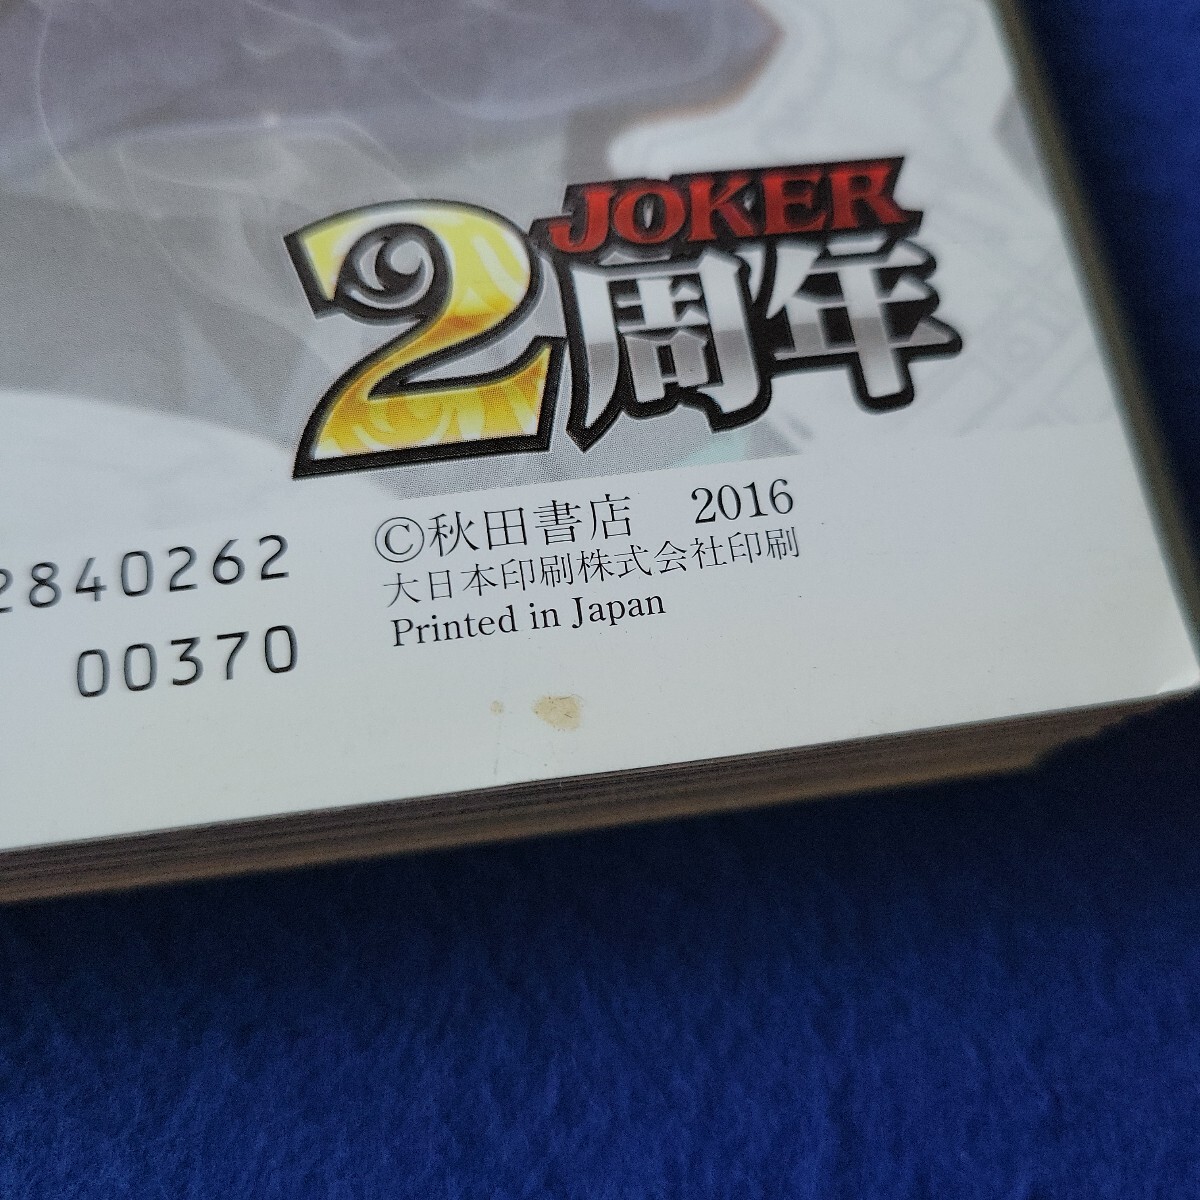 JOKER
2周年
2840262
00370
©秋田書店 2016
大日本印刷株式会社印刷
Printed in Japan